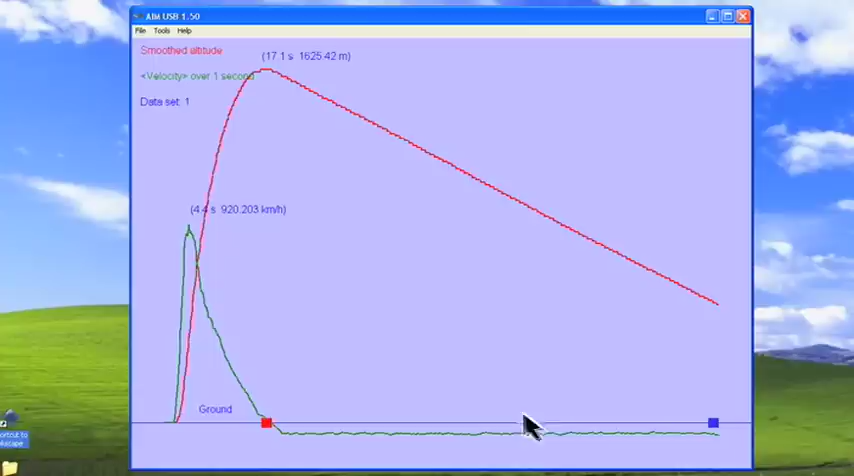 AIM USB 1.50
File Tools Help
Smoothed altitude
(17.1 s 1625.42 m)
<Velocity> over 1 second
Data set: 1
(4.4 s 920.203 km/h)
Ground